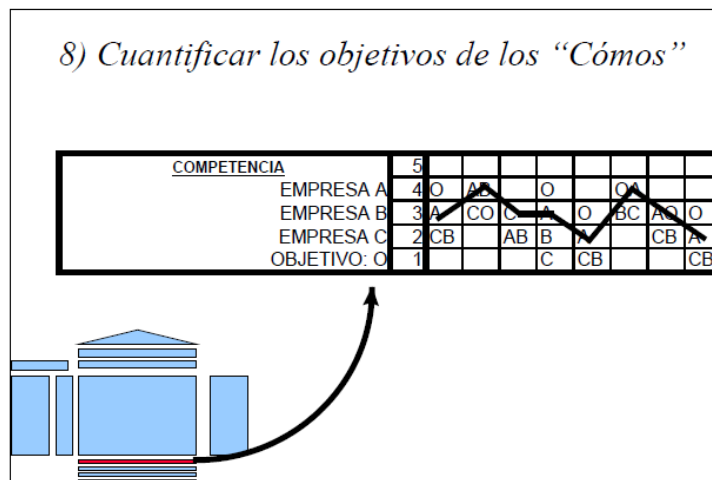 8) Cuantificar los objetivos de los “Cómos”
COMPETENCIA 5
EMPRESA A 4 O AB O OA
EMPRESA B 3 A CO C A O BC AO O
EMPRESA C 2 CB AB B A CB A
OBJETIVO: O 1 C CB CB